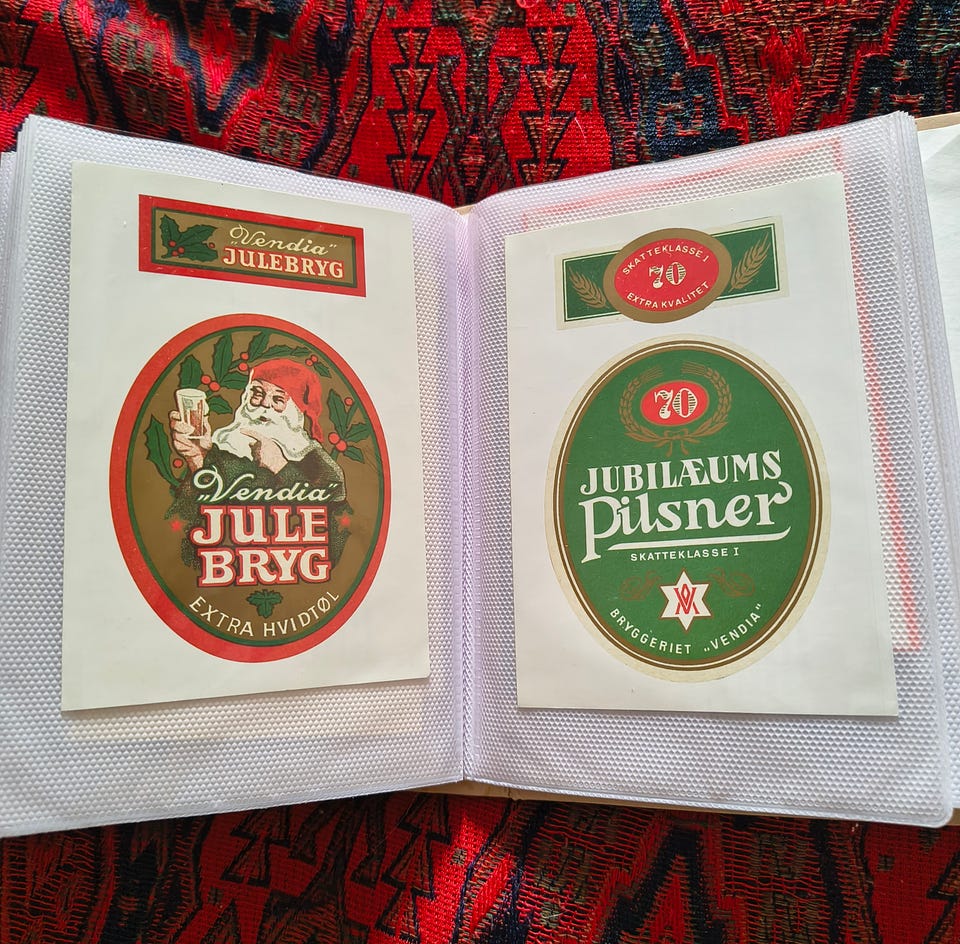 „Vendia"
JULEBRYG
„Vendia"
JULE
BRYG
EXTRA HVIDTØL
SKATTEKLASSE I
70
EXTRA KVALITET
70
JUBILÆUMS
Pilsner
SKATTEKLASSE I
BRYGGERIET „VENDIA"